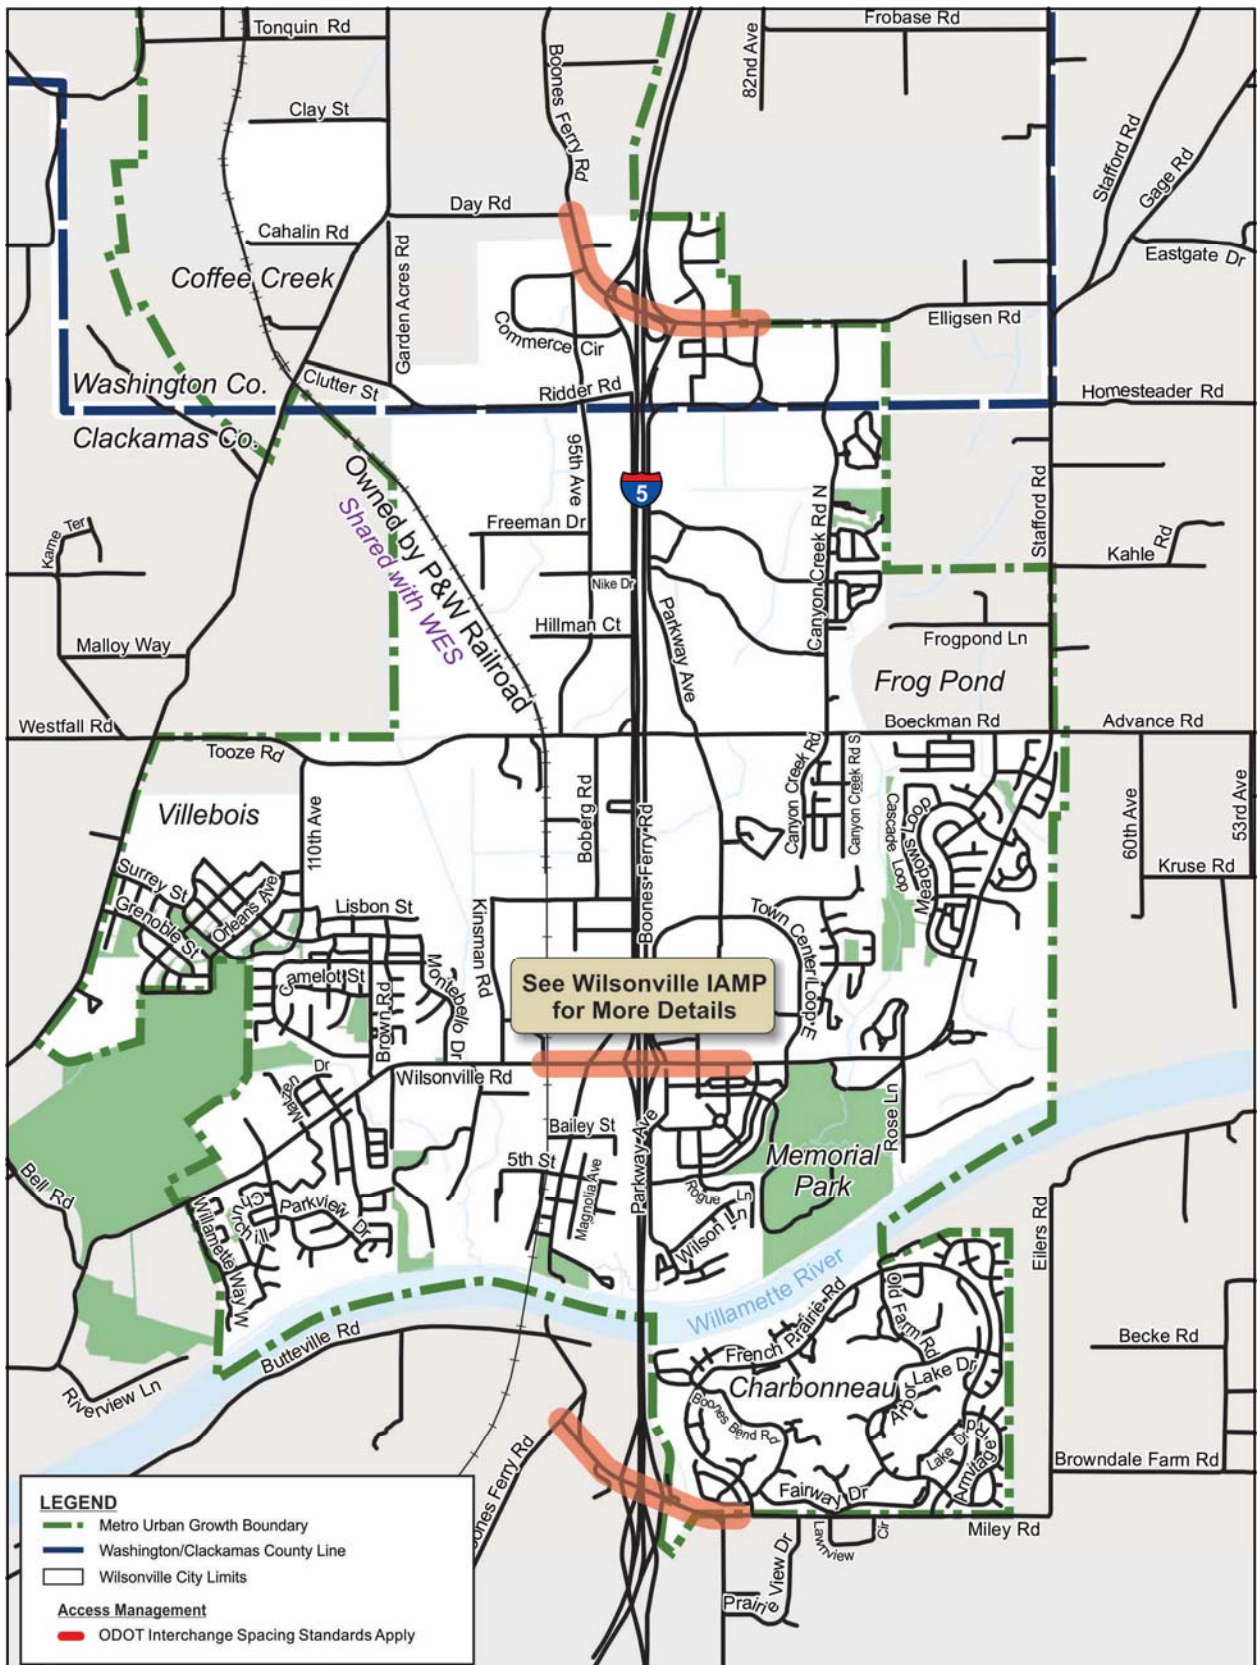 Tonquin Rd
Boones Ferry Rd
82nd Ave
Frobase Rd
Clay St
Stafford Rd
Gage Rd
Day Rd
Cahalin Rd
Eastgate Dr
Coffee Creek
Garden Acres Rd
Elligsen Rd
Commerce Cir
Washington Co.
Clutter St
Ridder Rd
Homesteader Rd
Clackamas Co.
95th Ave
Owned by P&W Railroad
Shared with WES
5
Canyon Creek Rd N
Stafford Rd
Kame Ter
Freeman Dr
Kahle Rd
Nike Dr
Parkway Ave
Hillman Ct
Frogpond Ln
Malloy Way
Frog Pond
Westfall Rd
Boeckman Rd
Advance Rd
Tooze Rd
Canyon Creek Rd
Canyon Creek Rd S
Boberg Rd
Cascade Loop
Meadows Loop
60th Ave
53rd Ave
Villebois
110th Ave
Boones Ferry Rd
Kruse Rd
Surrey St
Orleans Ave
Grenoble St
Lisbon St
Kinsman Rd
Town Center Loop E
Camelot St
Montebello Dr
Brown Rd
See Wilsonville IAMP
for More Details
Wilsonville Rd
Dr
Rose Ln
Parkway Ave
Bailey St
Memorial
Park
5th St
Magnolia Ave
Rogue Ln
Bell Rd
Willamette Way W
Churchill
Parkview Dr
Wilson Ln
Eilers Rd
Willamette River
Old Farm Rd
French Prairie Rd
Butteville Rd
Becke Rd
Riverview Ln
Charbonneau
Arbor Lake Dr
Boones Bend Rd
Lake Dr
Armitage Rd
Browndale Farm Rd
oones Ferry Rd
Fairway Dr
Miley Rd
Lawnview Cir
Prairie View Dr
LEGEND
Metro Urban Growth Boundary
Washington/Clackamas County Line
Wilsonville City Limits
Access Management
ODOT Interchange Spacing Standards Apply